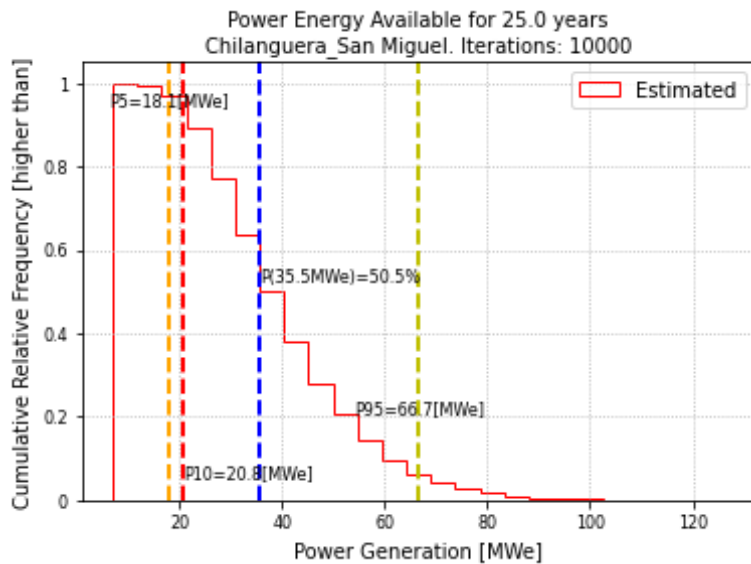 Power Energy Available for 25.0 years
Chilanguera_San Miguel. Iterations: 10000
Cumulative Relative Frequency [higher than]
1
0.8
0.6
0.4
0.2
0
Estimated
P5=18.1[MWe]
P(35.5MWe)=50.5%
P95=66.7[MWe]
P10=20.8[MWe]
20
40
60
80
100
120
Power Generation [MWe]